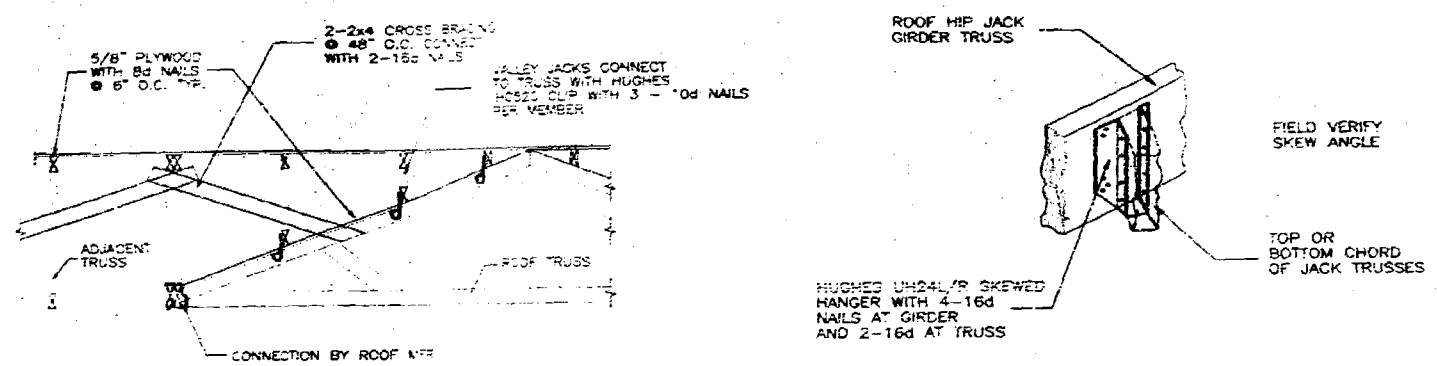 2-2x4 CROSS BRACING
@ 48" O.C. CONNECT
WITH 2-16d NAILS
5/8" PLYWOOD
WITH 8d NAILS
@ 6" O.C. TYP.
VALLEY JACKS CONNECT
TO TRUSS WITH HUGHES
HC520 CLIP WITH 3 - 10d NAILS
PER MEMBER
ADJACENT
TRUSS
ROOF TRUSS
CONNECTION BY ROOF MFR
ROOF HIP JACK
GIRDER TRUSS
FIELD VERIFY
SKEW ANGLE
TOP OR
BOTTOM CHORD
OF JACK TRUSSES
HUGHES UH24L/R SKEWED
HANGER WITH 4-16d
NAILS AT GIRDER
AND 2-16d AT TRUSS